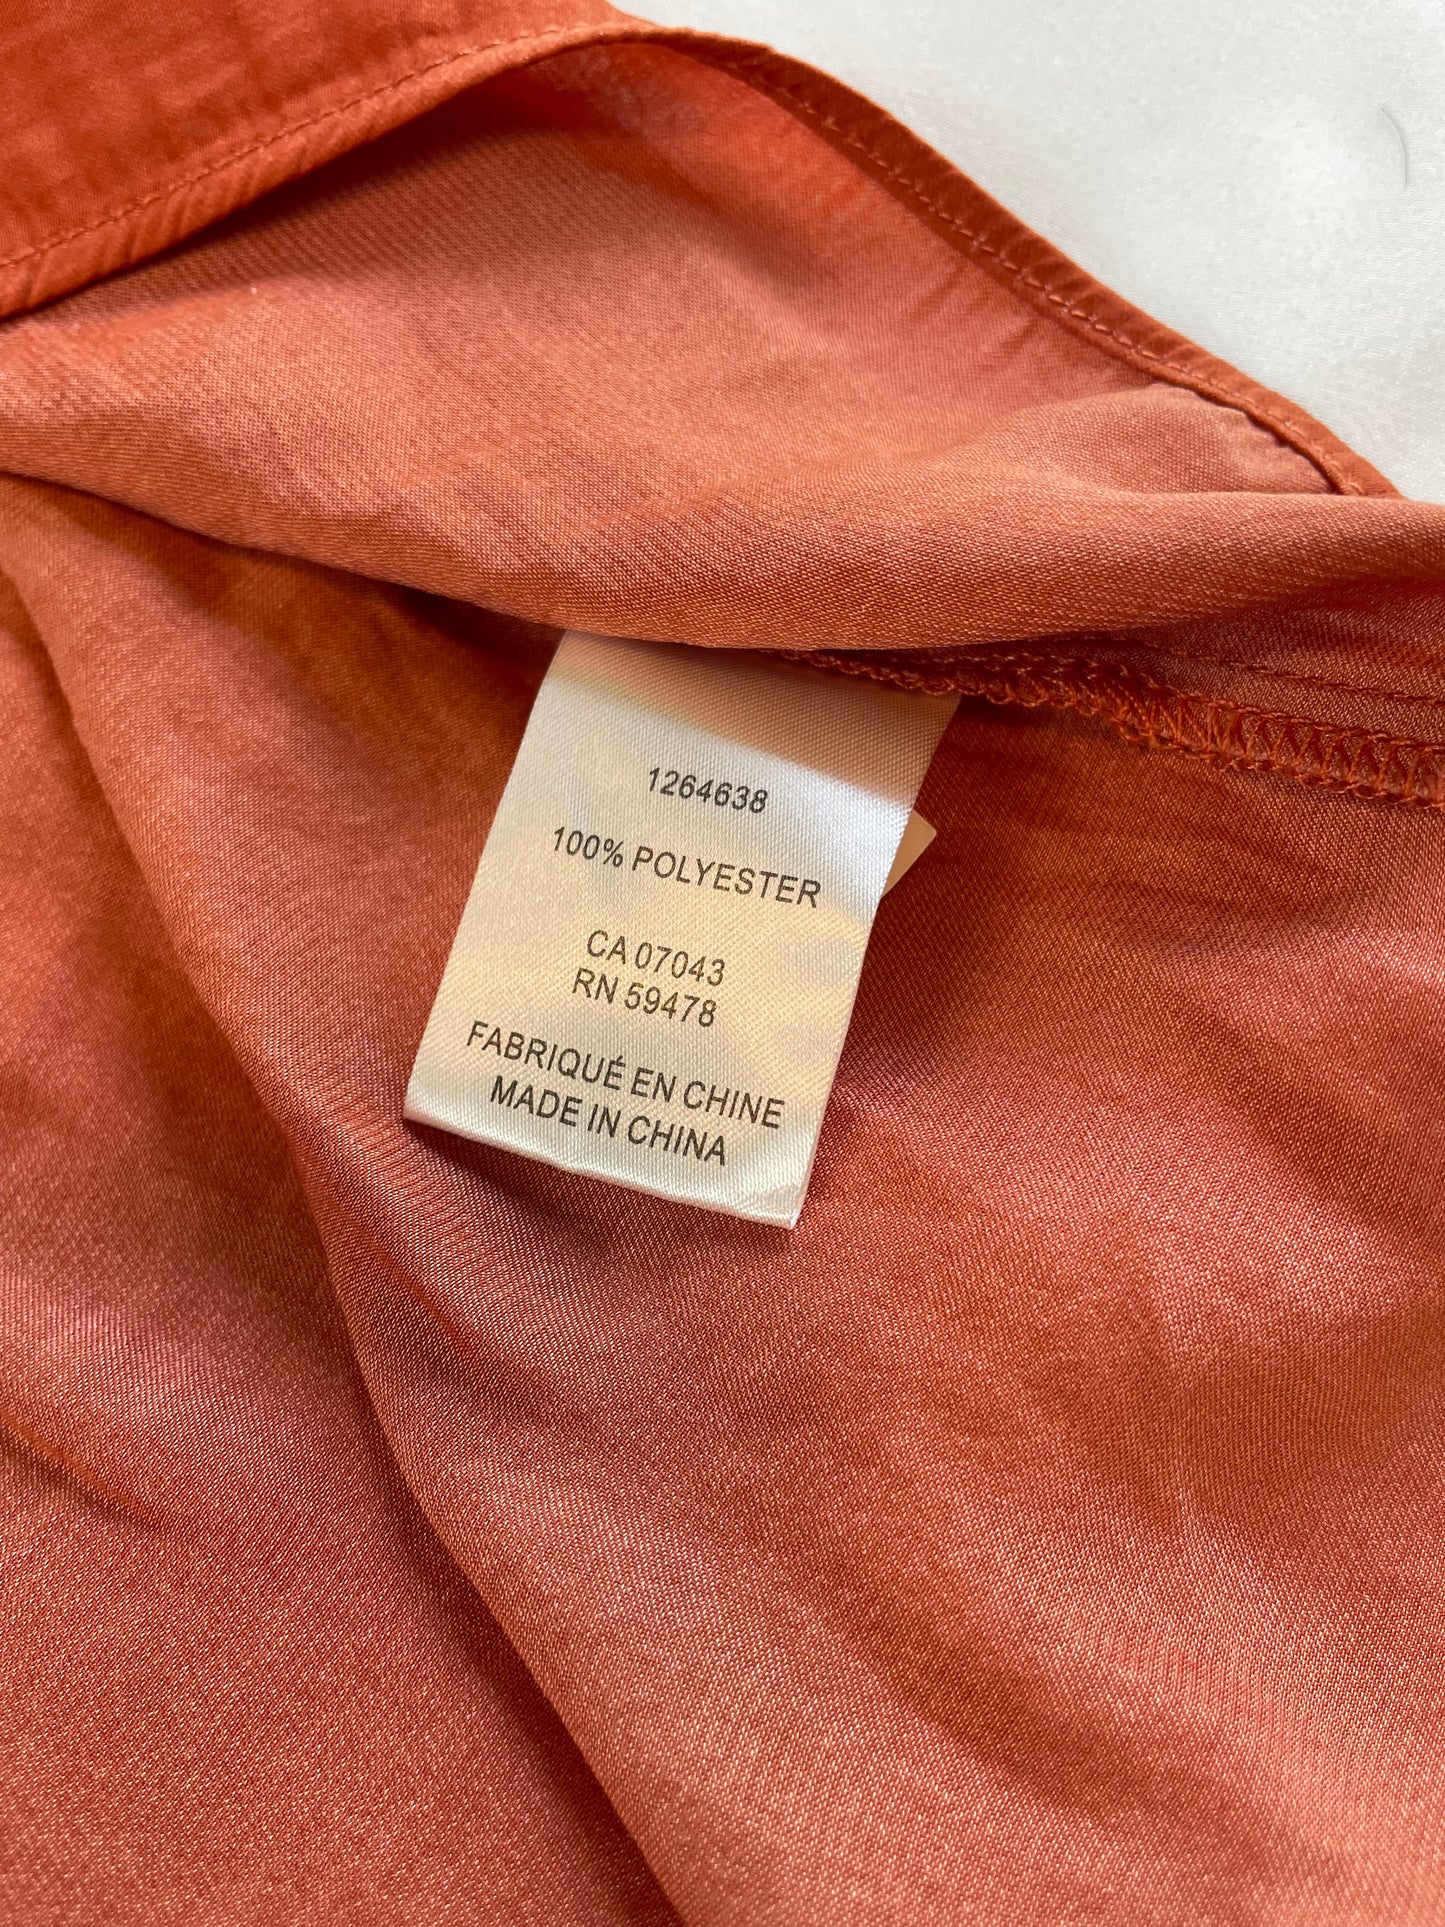 1264638
100% POLYESTER
CA 07043
RN 59478
FABRIQUÉ EN CHINE
MADE IN CHINA